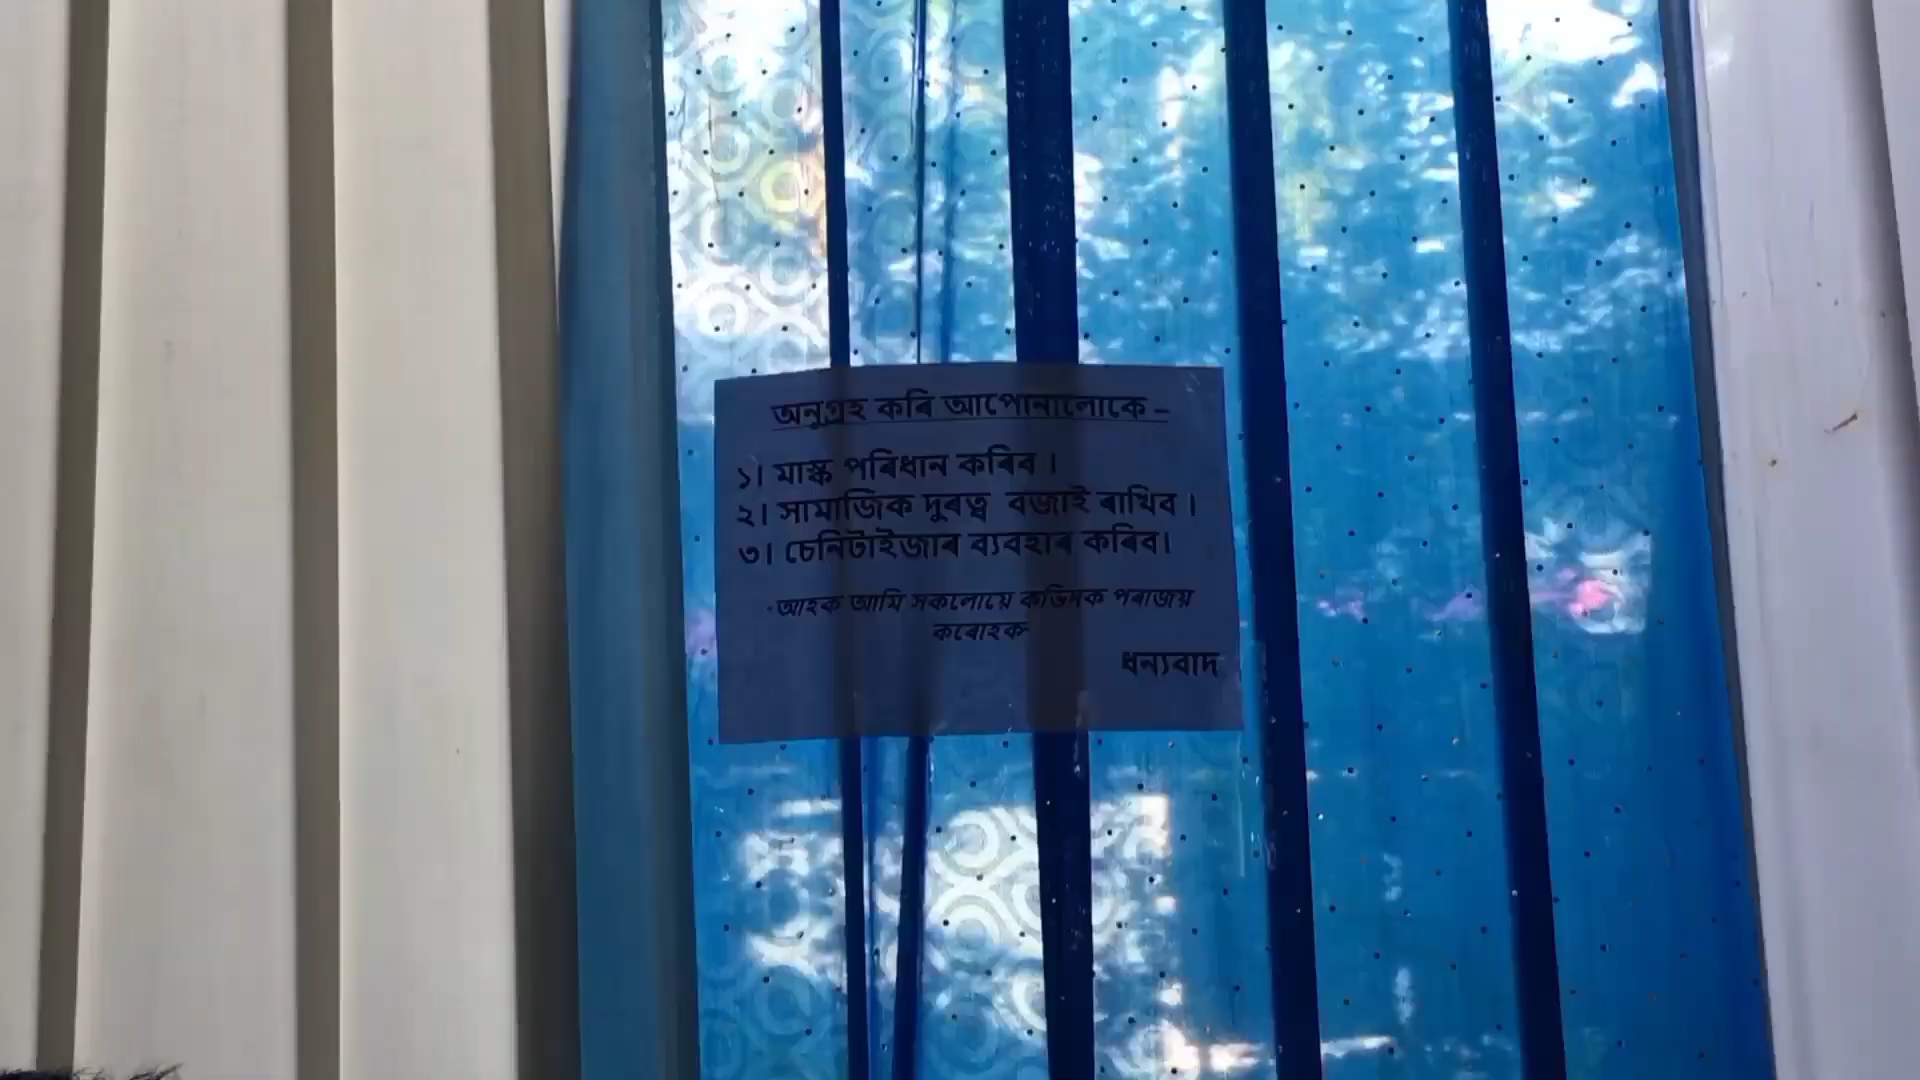 অনুগ্ৰহ কৰি আপোনালোকে –
১। মাস্ক পৰিধান কৰিব ।
২। সামাজিক দুৰত্ব বজাই ৰাখিব ।
৩। চেনিটাইজাৰ ব্যবহাৰ কৰিব।
-আহক আমি সকলোয়ে কভিদক পৰাজয়
কৰোহক-
ধন্যবাদ